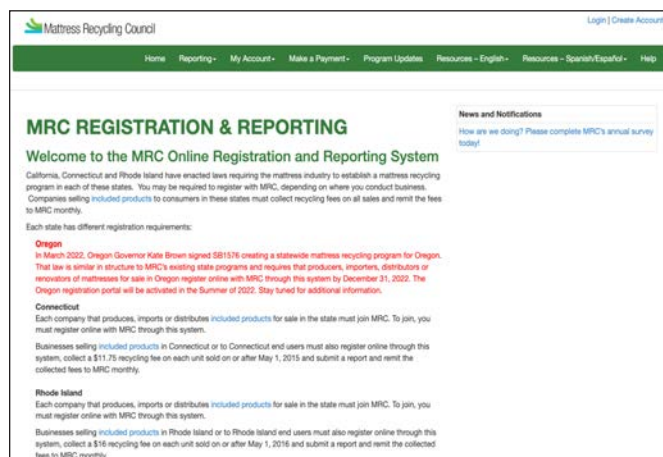 Mattress Recycling Council
Login | Create Account
Home Reporting My Account Make a Payment Program Updates Resources – English Resources – Spanish/Español Help
MRC REGISTRATION & REPORTING
Welcome to the MRC Online Registration and Reporting System
California, Connecticut and Rhode Island have enacted laws requiring the mattress industry to establish a mattress recycling
program in each of these states. You may be required to register with MRC, depending on where you conduct business.
Companies selling included products to consumers in these states must collect recycling fees on all sales and remit the fees
to MRC monthly.
Each state has different registration requirements:
Oregon
In March 2022, Oregon Governor Kate Brown signed SB1576 creating a statewide mattress recycling program for Oregon.
That law is similar in structure to MRC's existing state programs and requires that producers, importers, distributors or
renovators of mattresses for sale in Oregon register online with MRC through this system by December 31, 2022. The
Oregon registration portal will be activated in the Summer of 2022. Stay tuned for additional information.
Connecticut
Each company that produces, imports or distributes included products for sale in the state must join MRC. To join, you
must register online with MRC through this system.
Businesses selling included products in Connecticut or to Connecticut end users must also register online through this
system, collect a $11.75 recycling fee on each unit sold on or after May 1, 2015 and submit a report and remit the
collected fees to MRC monthly.
Rhode Island
Each company that produces, imports or distributes included products for sale in the state must join MRC. To join, you
must register online with MRC through this system.
Businesses selling included products in Rhode Island or to Rhode Island end users must also register online through this
system, collect a $16 recycling fee on each unit sold on or after May 1, 2016 and submit a report and remit the collected
fees to MRC monthly.
News and Notifications
How are we doing? Please complete MRC's annual survey
today!